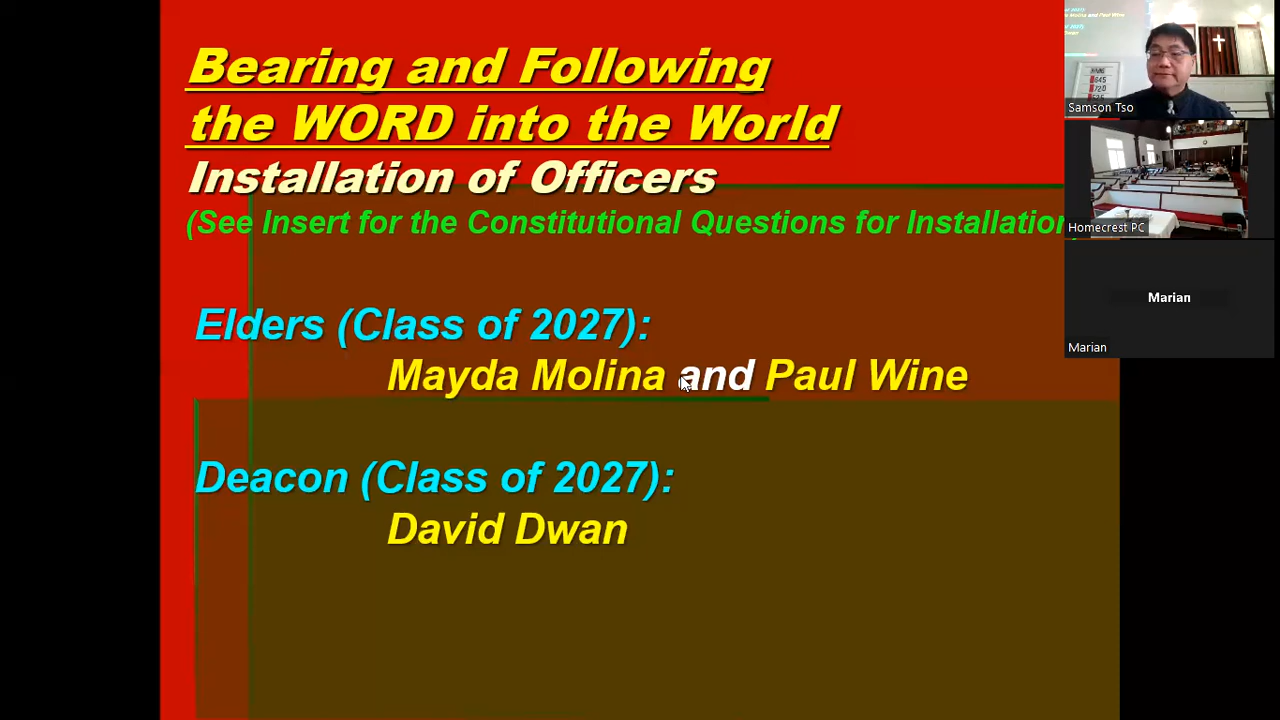 Bearing and Following
the WORD into the World
Installation of Officers
(See Insert for the Constitutional Questions for Installation)
Elders (Class of 2027):
Mayda Molina and Paul Wine
Deacon (Class of 2027):
David Dwan
Samson Tso
Homecrest PC
Marian
Marian